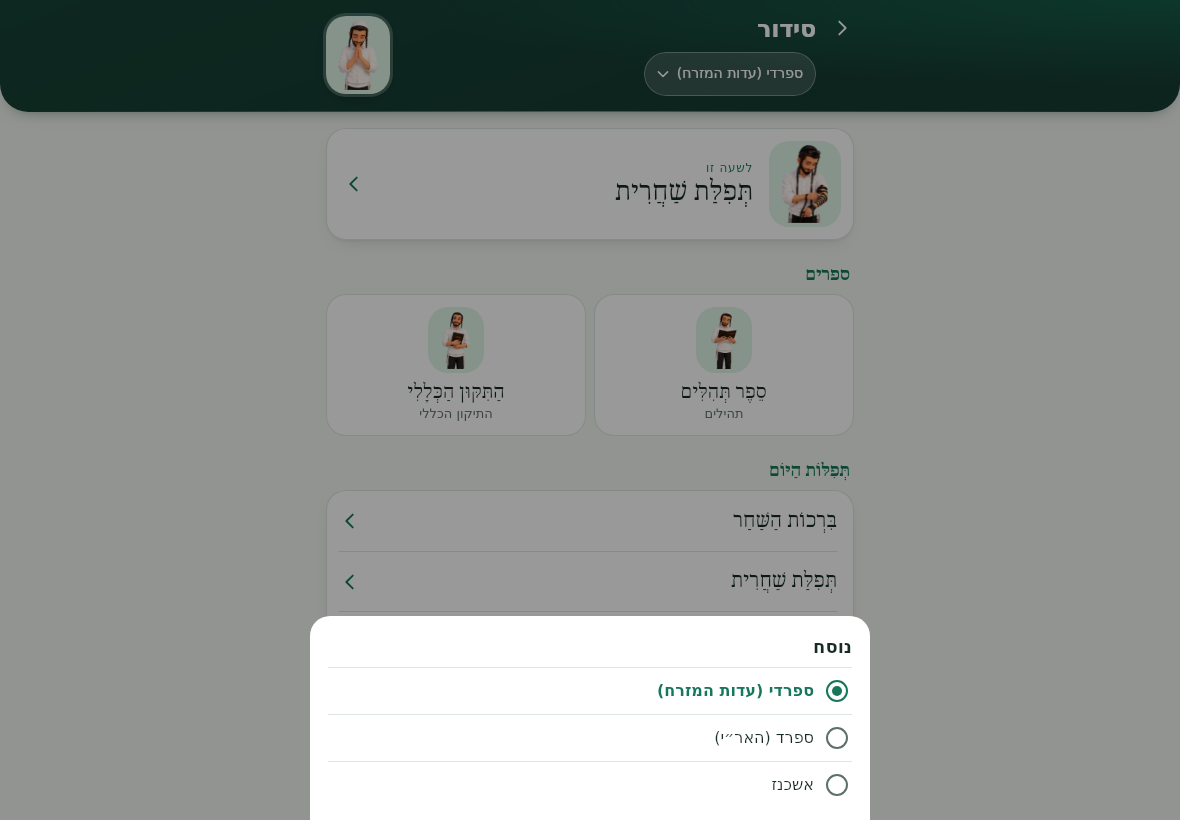 סידור
ספרדי (עדות המזרח)
לשעה זו
תְּפִלַּת שַׁחֲרִית
ספרים
סֵפֶר תְּהִלִּים
תהילים
הַתִּקּוּן הַכְּלָלִי
התיקון הכללי
תְּפִלּוֹת הַיּוֹם
בִּרְכוֹת הַשַּׁחַר
תְּפִלַּת שַׁחֲרִית
נוסח
ספרדי (עדות המזרח)
ספרד (האר״י)
אשכנז